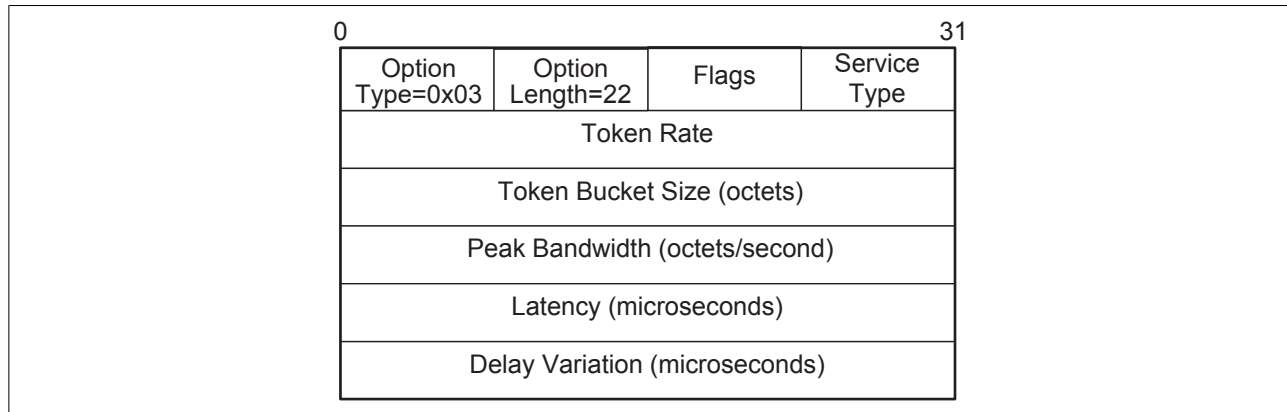 0 31
Option Type=0x03
Option Length=22
Flags
Service Type
Token Rate
Token Bucket Size (octets)
Peak Bandwidth (octets/second)
Latency (microseconds)
Delay Variation (microseconds)